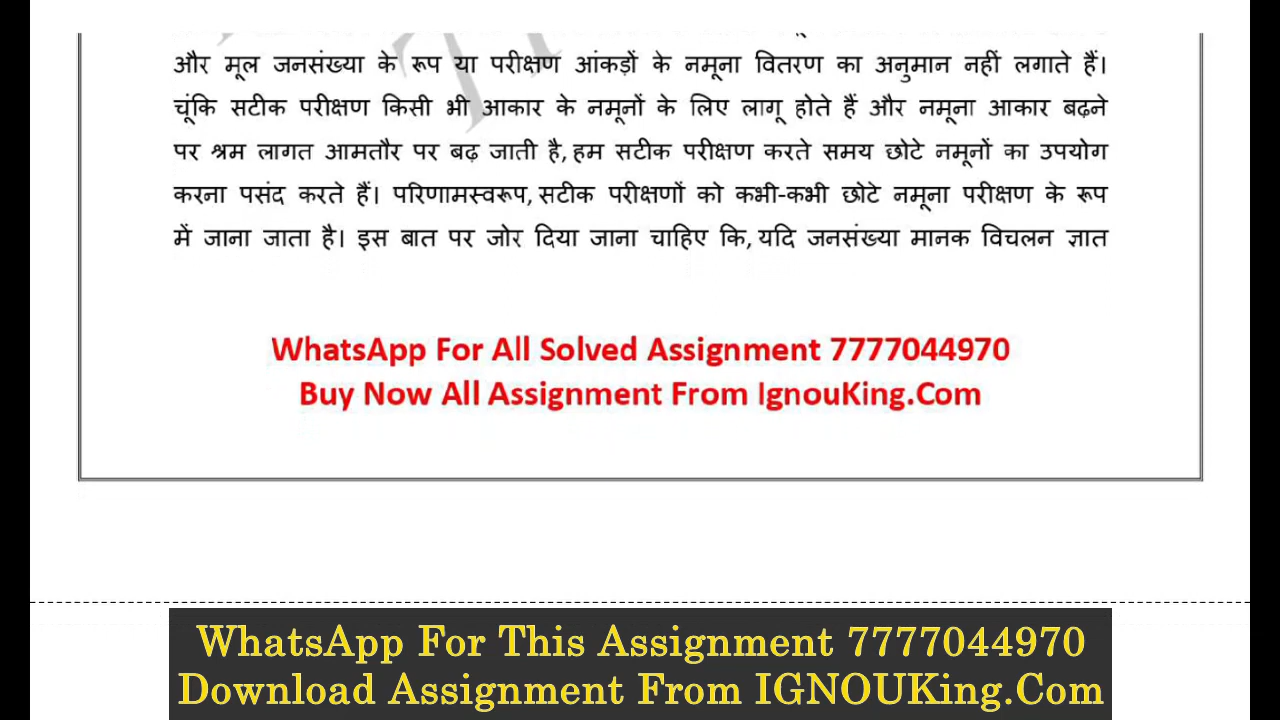 और मूल जनसंख्या के रूप या परीक्षण आंकड़ों के नमूना वितरण का अनुमान नहीं लगाते हैं।
चूंकि सटीक परीक्षण किसी भी आकार के नमूनों के लिए लागू होते हैं और नमूना आकार बढ़ने
पर श्रम लागत आमतौर पर बढ़ जाती है, हम सटीक परीक्षण करते समय छोटे नमूनों का उपयोग
करना पसंद करते हैं। परिणामस्वरूप, सटीक परीक्षणों को कभी-कभी छोटे नमूना परीक्षण के रूप
में जाना जाता है। इस बात पर जोर दिया जाना चाहिए कि, यदि जनसंख्या मानक विचलन ज्ञात
WhatsApp For All Solved Assignment 7777044970
Buy Now All Assignment From IgnouKing.Com
WhatsApp For This Assignment 7777044970
Download Assignment From IGNOUKing.Com